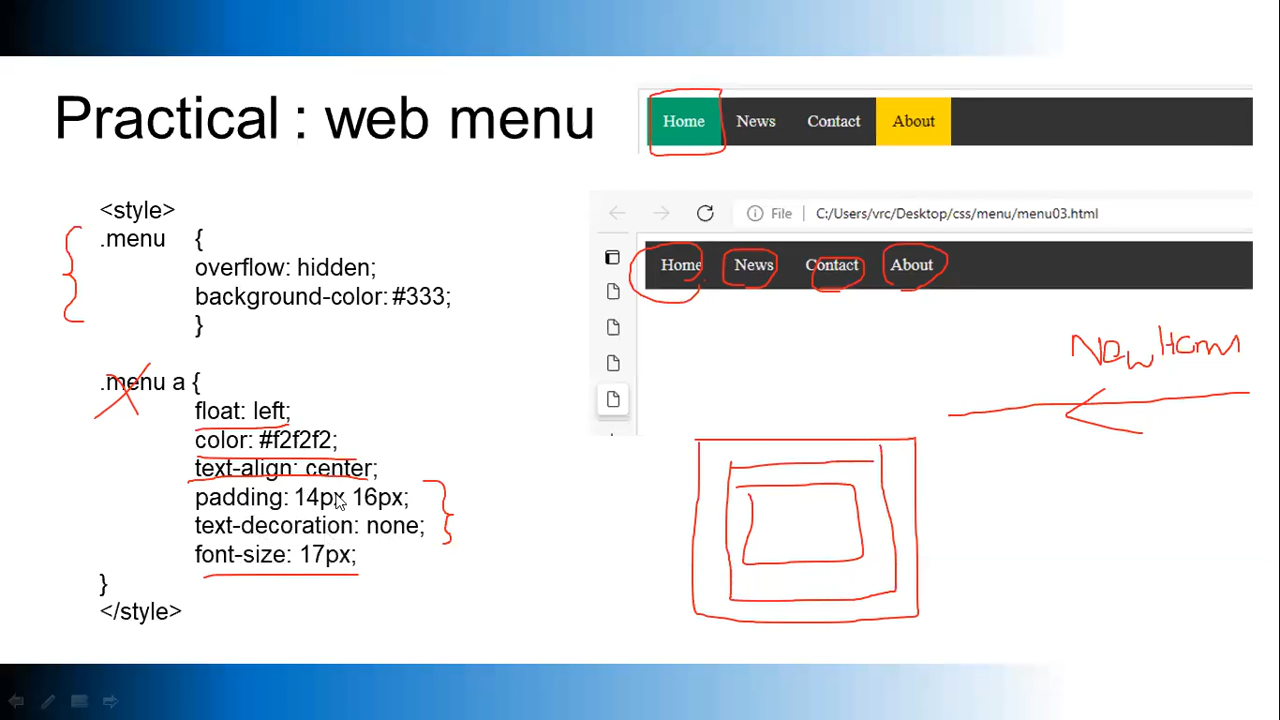 Practical : web menu
Home News Contact About
<style>
.menu {
overflow: hidden;
background-color: #333;
}
.menu a {
float: left;
color: #f2f2f2;
text-align: center;
padding: 14px 16px;
text-decoration: none;
font-size: 17px;
}
</style>
File C:/Users/vrc/Desktop/css/menu/menu03.html
Home News Contact About